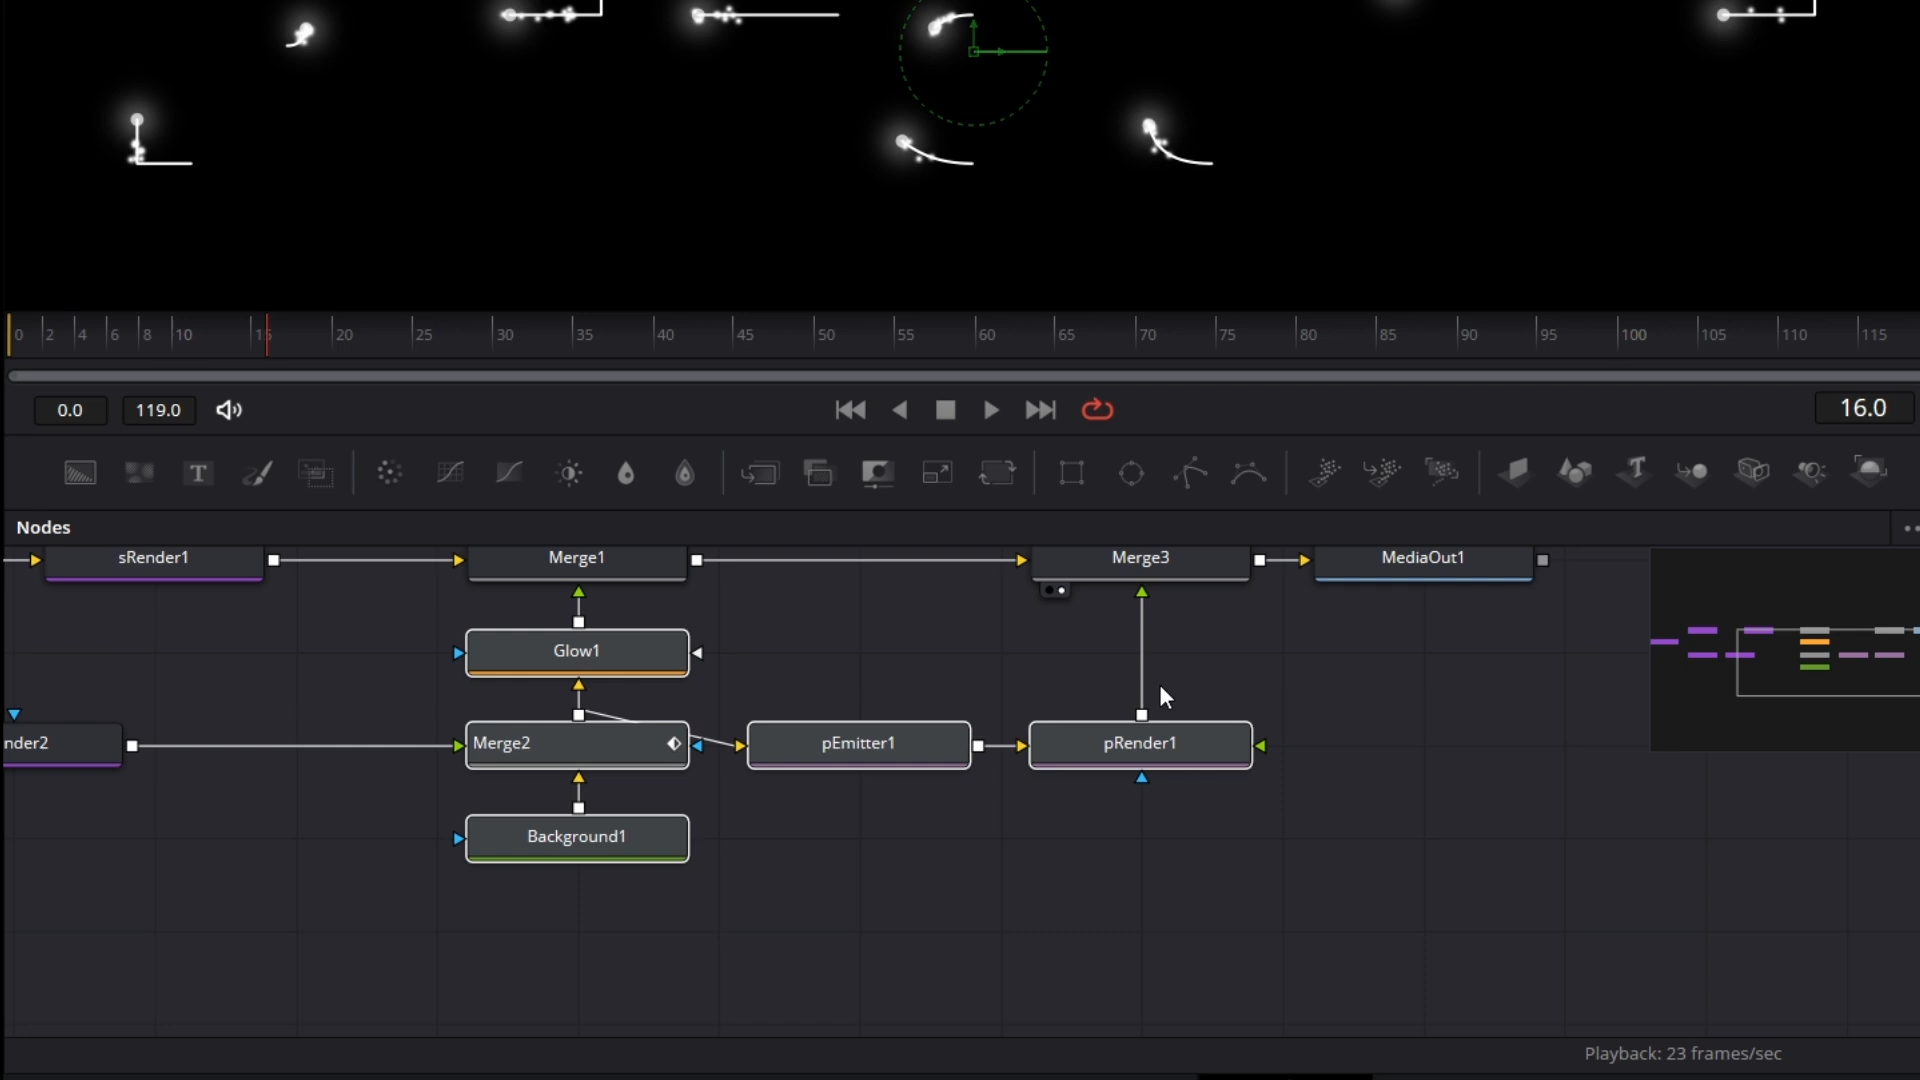 0 2 4 6 8 10 15 20 25 30 35 40 45 50 55 60 65 70 75 80 85 90 95 100 105 110 115
0.0 119.0 16.0
Nodes
sRender1 Merge1 Merge3 MediaOut1
Glow1
nder2 Merge2 pEmitter1 pRender1
Background1
Playback: 23 frames/sec